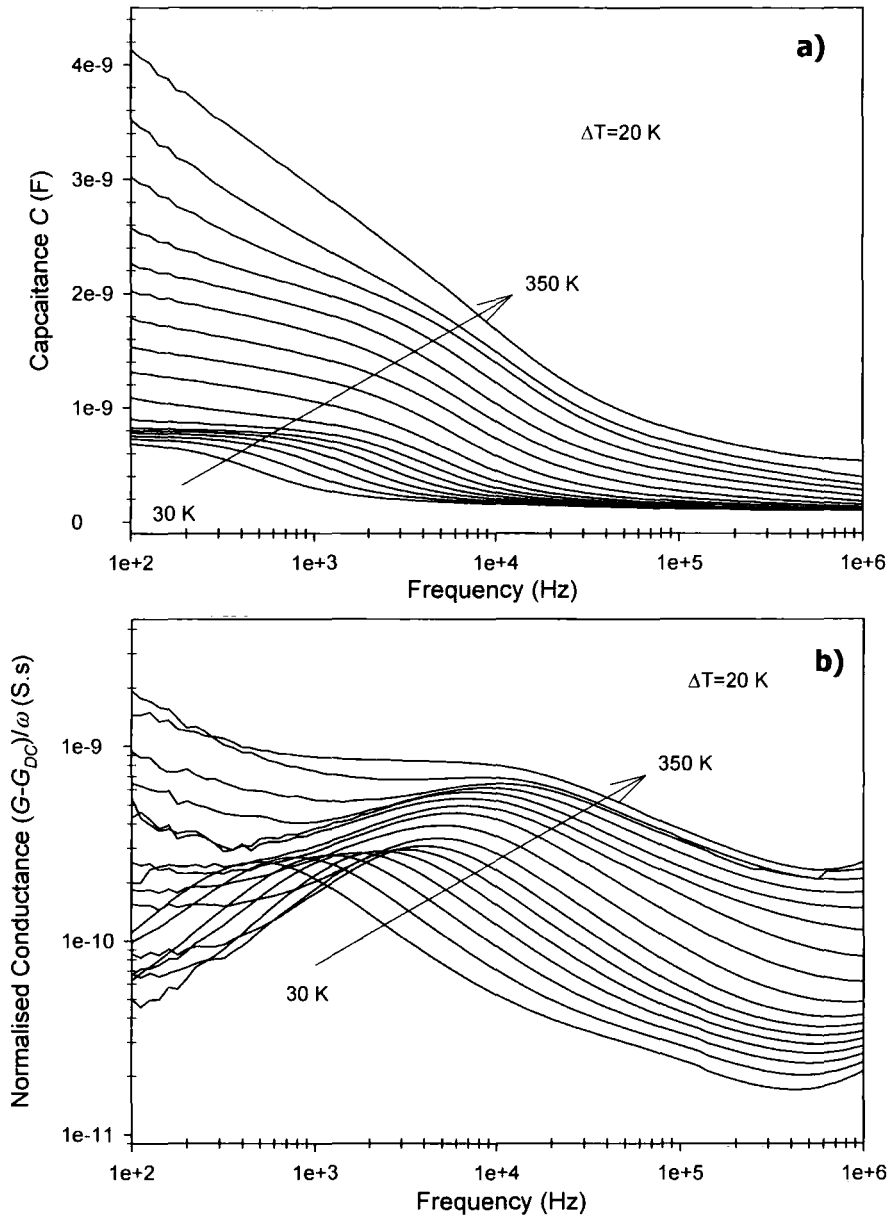 a)
4e-9
ΔT=20 K
3e-9
Capcaitance C (F)
350 K
2e-9
1e-9
30 K
0
1e+2 1e+3 1e+4 1e+5 1e+6
Frequency (Hz)
b)
ΔT=20 K
Normalised Conductance (G-G_DC)/ω (S.s)
1e-9
350 K
1e-10
30 K
1e-11
1e+2 1e+3 1e+4 1e+5 1e+6
Frequency (Hz)